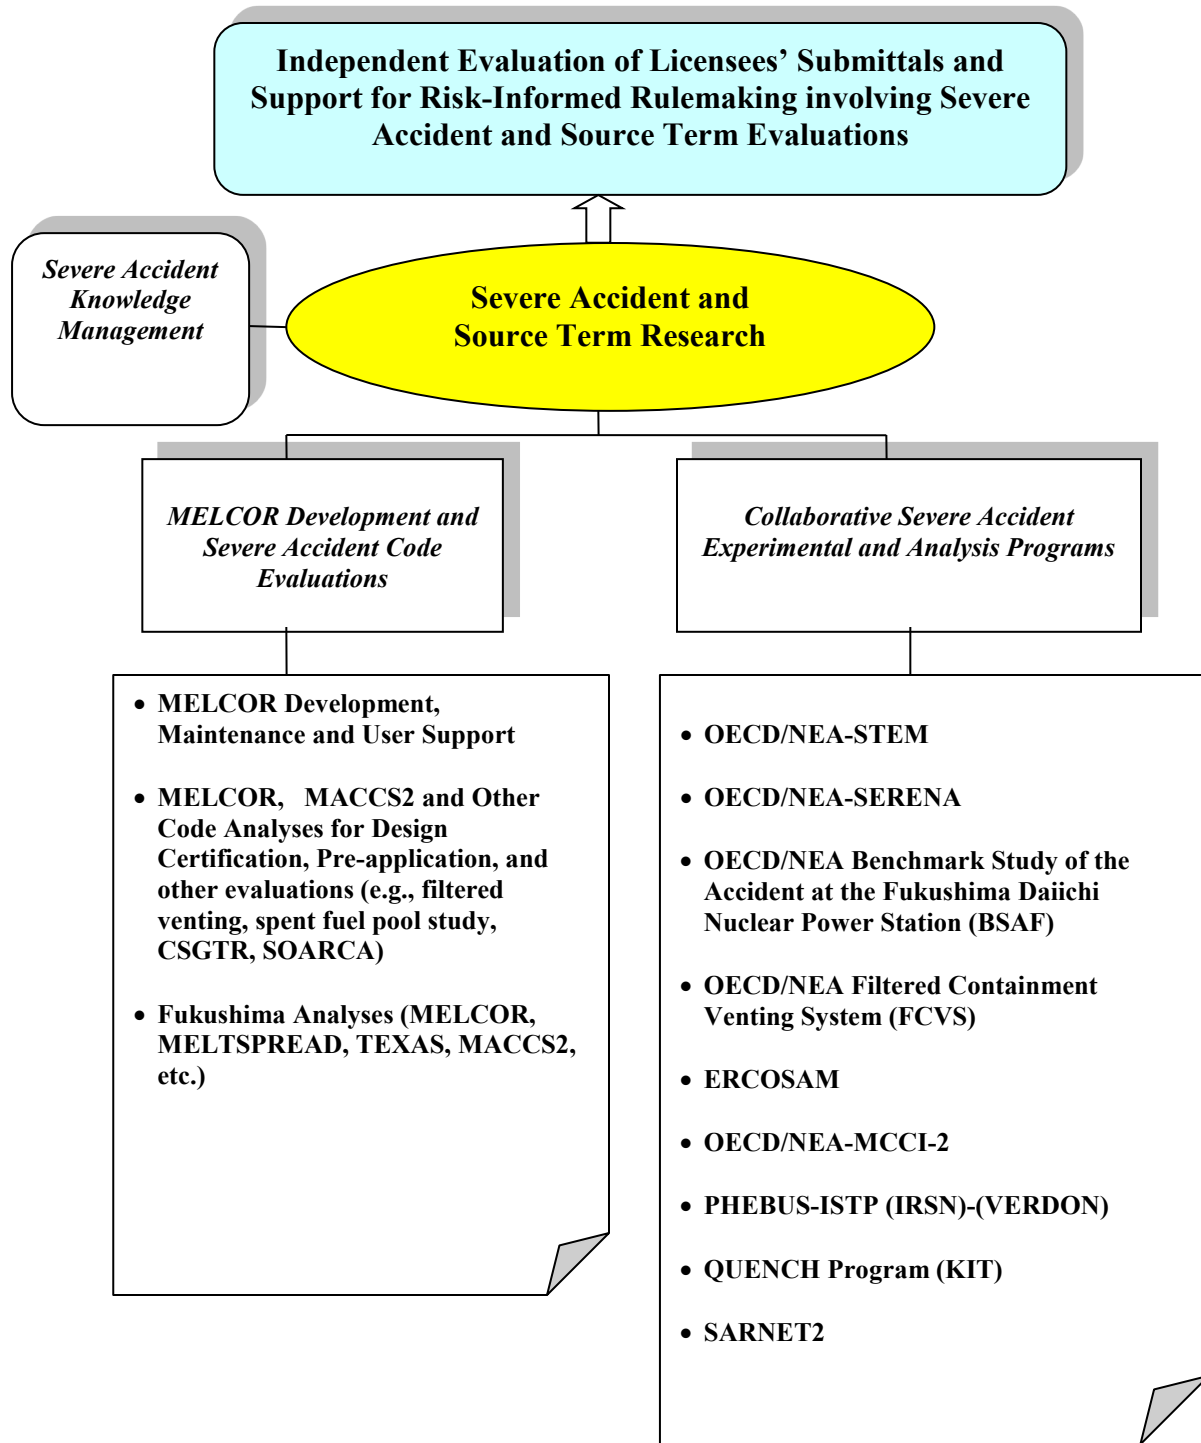 Independent Evaluation of Licensees’ Submittals and
Support for Risk-Informed Rulemaking involving Severe
Accident and Source Term Evaluations
Severe Accident
Knowledge
Management
Severe Accident and
Source Term Research
MELCOR Development and
Severe Accident Code
Evaluations
Collaborative Severe Accident
Experimental and Analysis Programs
• MELCOR Development,
Maintenance and User Support
• MELCOR, MACCS2 and Other
Code Analyses for Design
Certification, Pre-application, and
other evaluations (e.g., filtered
venting, spent fuel pool study,
CSGTR, SOARCA)
• Fukushima Analyses (MELCOR,
MELTSPREAD, TEXAS, MACCS2,
etc.)
• OECD/NEA-STEM
• OECD/NEA-SERENA
• OECD/NEA Benchmark Study of the
Accident at the Fukushima Daiichi
Nuclear Power Station (BSAF)
• OECD/NEA Filtered Containment
Venting System (FCVS)
• ERCOSAM
• OECD/NEA-MCCI-2
• PHEBUS-ISTP (IRSN)-(VERDON)
• QUENCH Program (KIT)
• SARNET2